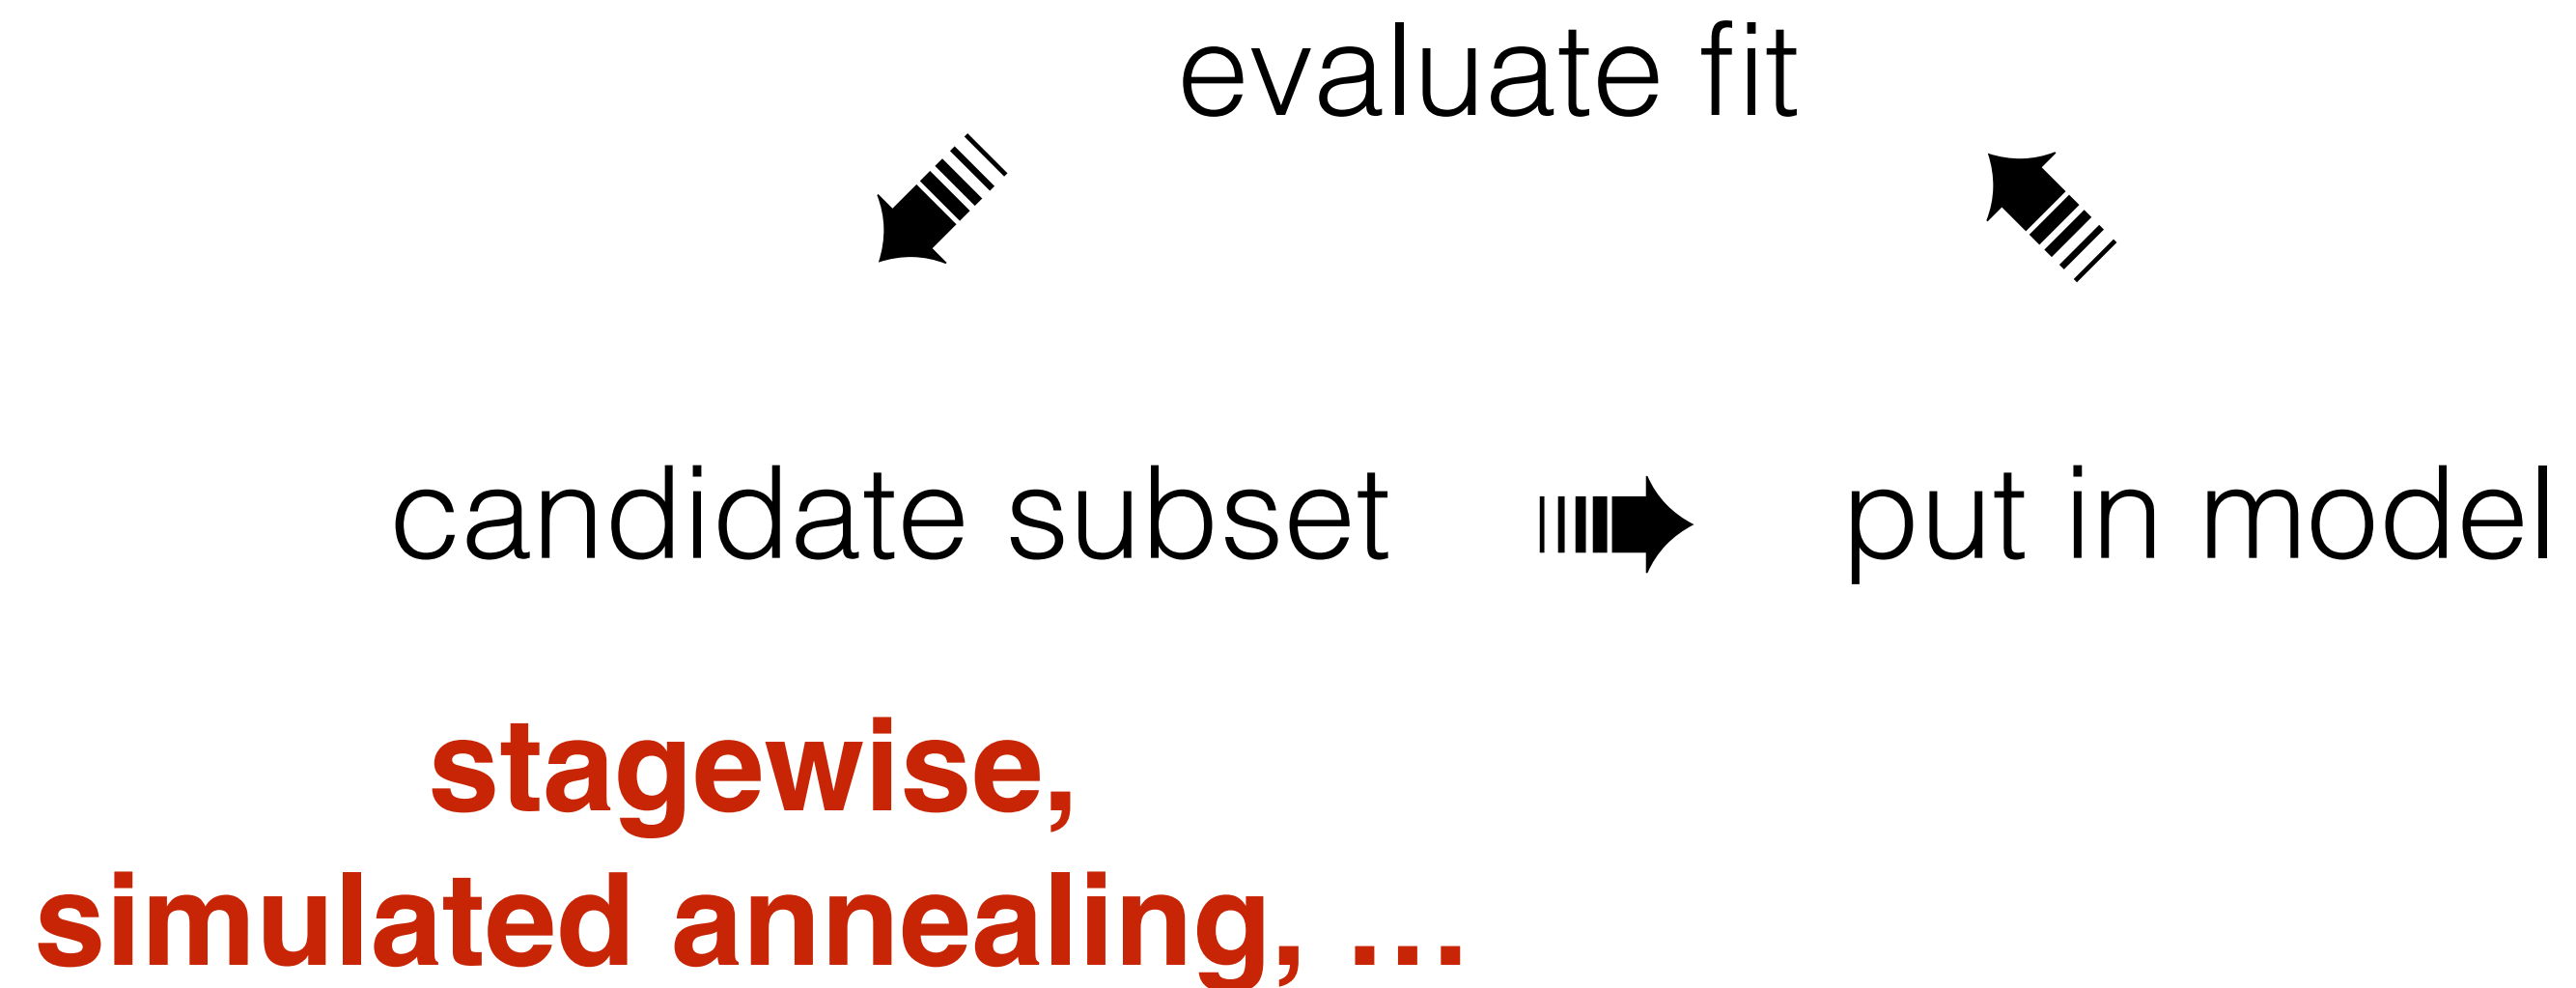 evaluate fit
candidate subset
put in model
stagewise,
simulated annealing, …